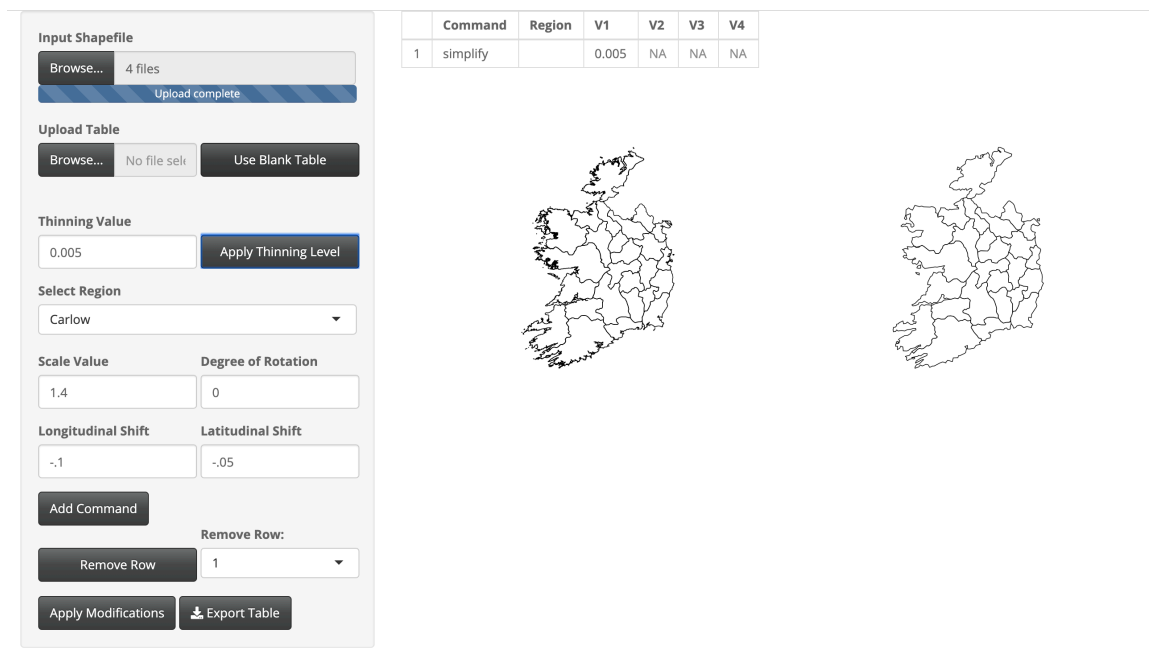 Input Shapefile
Browse... 4 files
Upload complete
Upload Table
Browse... No file sele Use Blank Table
Thinning Value
0.005 Apply Thinning Level
Select Region
Carlow
Scale Value Degree of Rotation
1.4 0
Longitudinal Shift Latitudinal Shift
-.1 -.05
Add Command
Remove Row:
Remove Row 1
Apply Modifications Export Table
Command Region V1 V2 V3 V4
1 simplify 0.005 NA NA NA